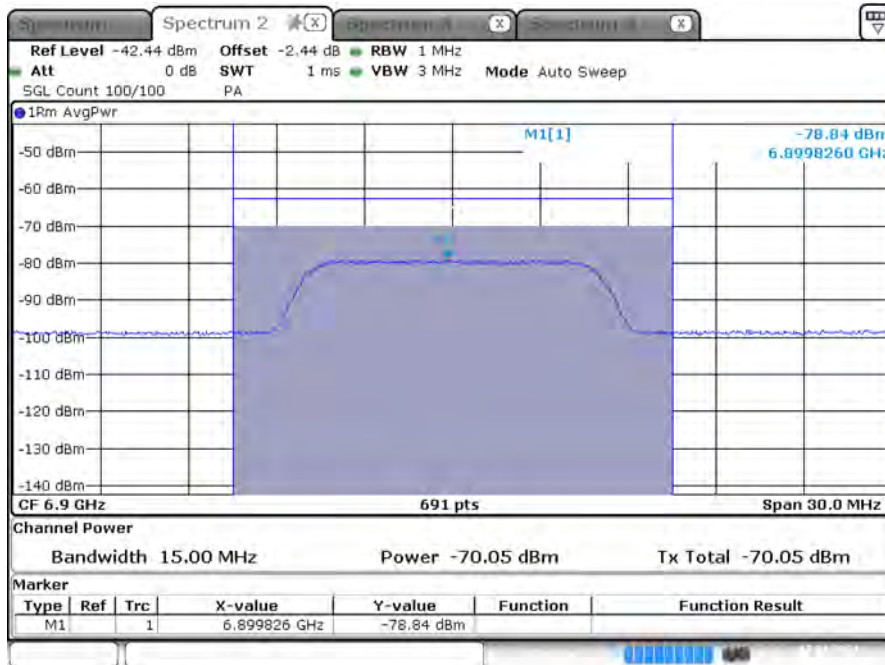 Spectrum 2
Ref Level -42.44 dBm Offset -2.44 dB RBW 1 MHz
Att 0 dB SWT 1 ms VBW 3 MHz Mode Auto Sweep
SGL Count 100/100 PA
1Rm AvgPwr
M1[1] -78.84 dBm
6.8998260 GHz
-50 dBm
-60 dBm
-70 dBm
-80 dBm
-90 dBm
-100 dBm
-110 dBm
-120 dBm
-130 dBm
-140 dBm
CF 6.9 GHz 691 pts Span 30.0 MHz
Channel Power
Bandwidth 15.00 MHz Power -70.05 dBm Tx Total -70.05 dBm
Marker
Type Ref Trc X-value Y-value Function Function Result
M1 1 6.899826 GHz -78.84 dBm